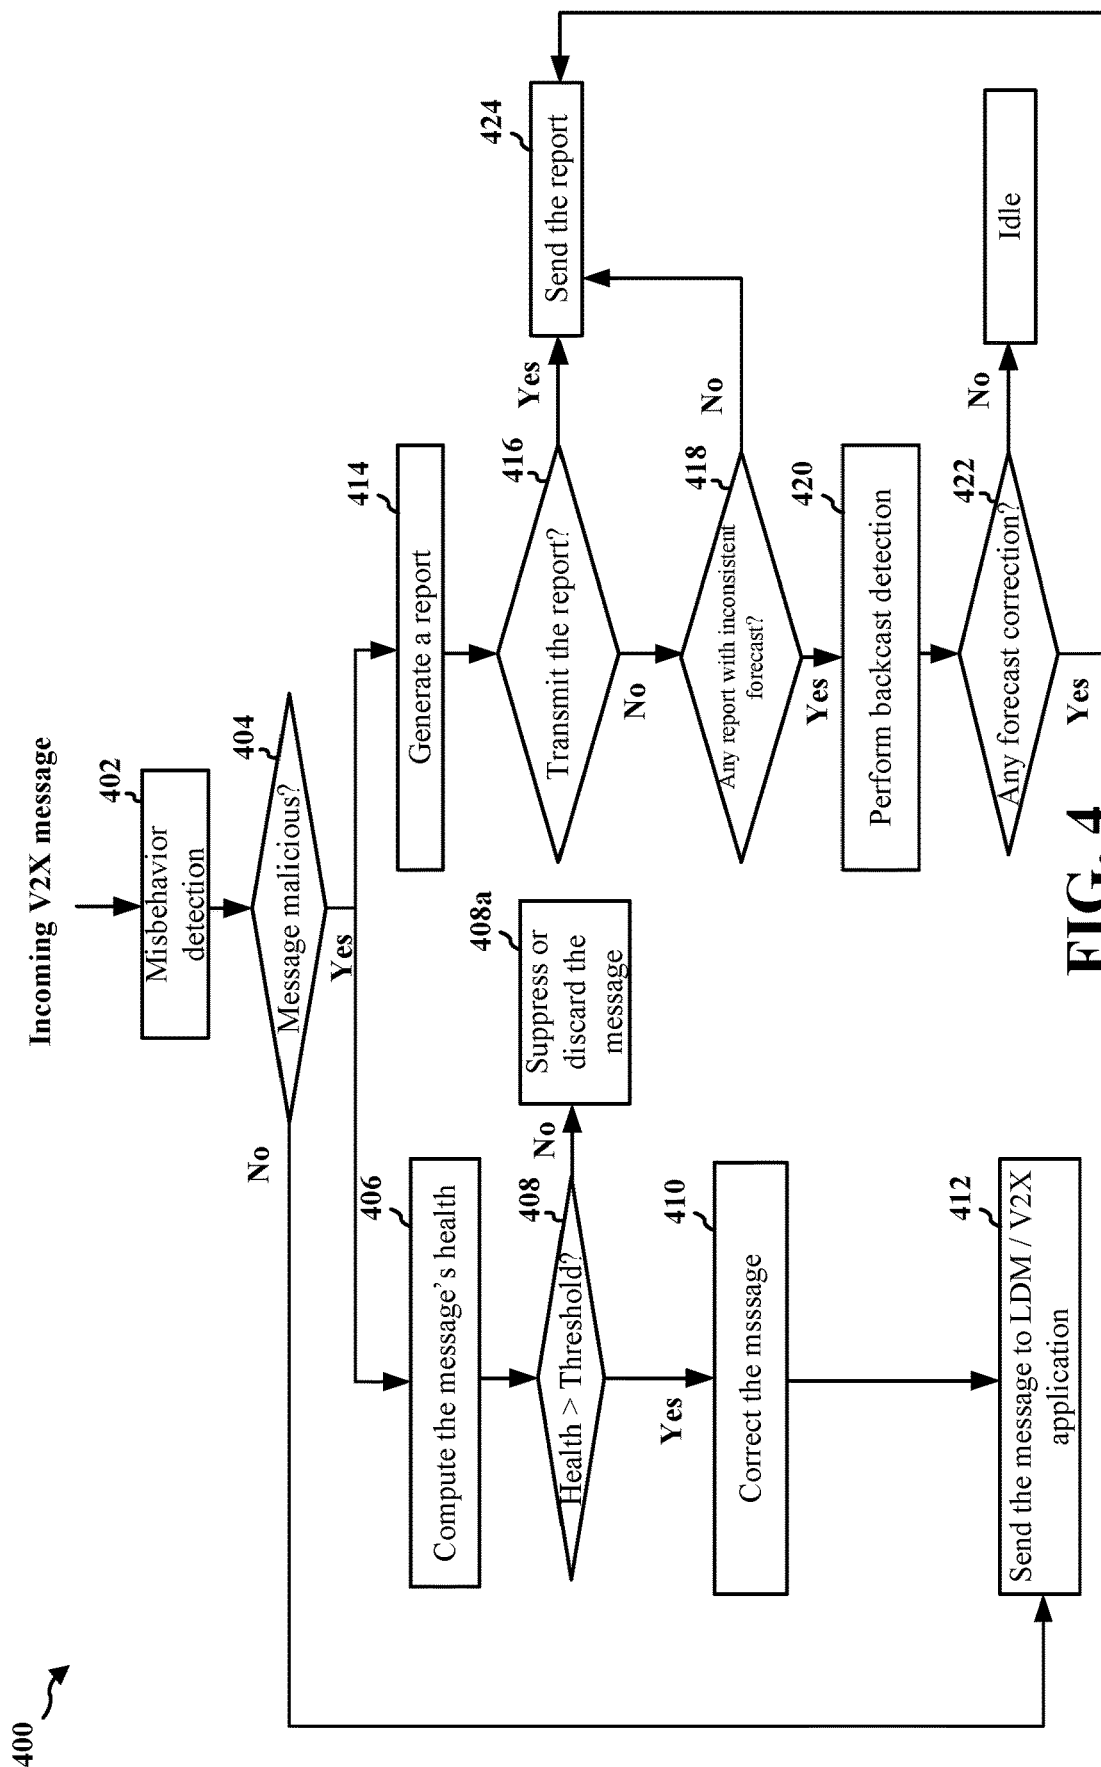 400
Incoming V2X message
402
Misbehavior
detection
404
Message malicious?
No
Yes
406
Compute the message's health
408
Health > Threshold?
No
408a
Suppress or
discard the
message
Yes
410
Correct the msssage
412
Send the message to LDM / V2X
application
414
Generate a report
416
Transmit the report?
Yes
424
Send the report
No
418
Any report with inconsistent
forecast?
No
Yes
420
Perform backcast detection
422
Any forecast correction?
No
Idle
Yes
FIG. 4